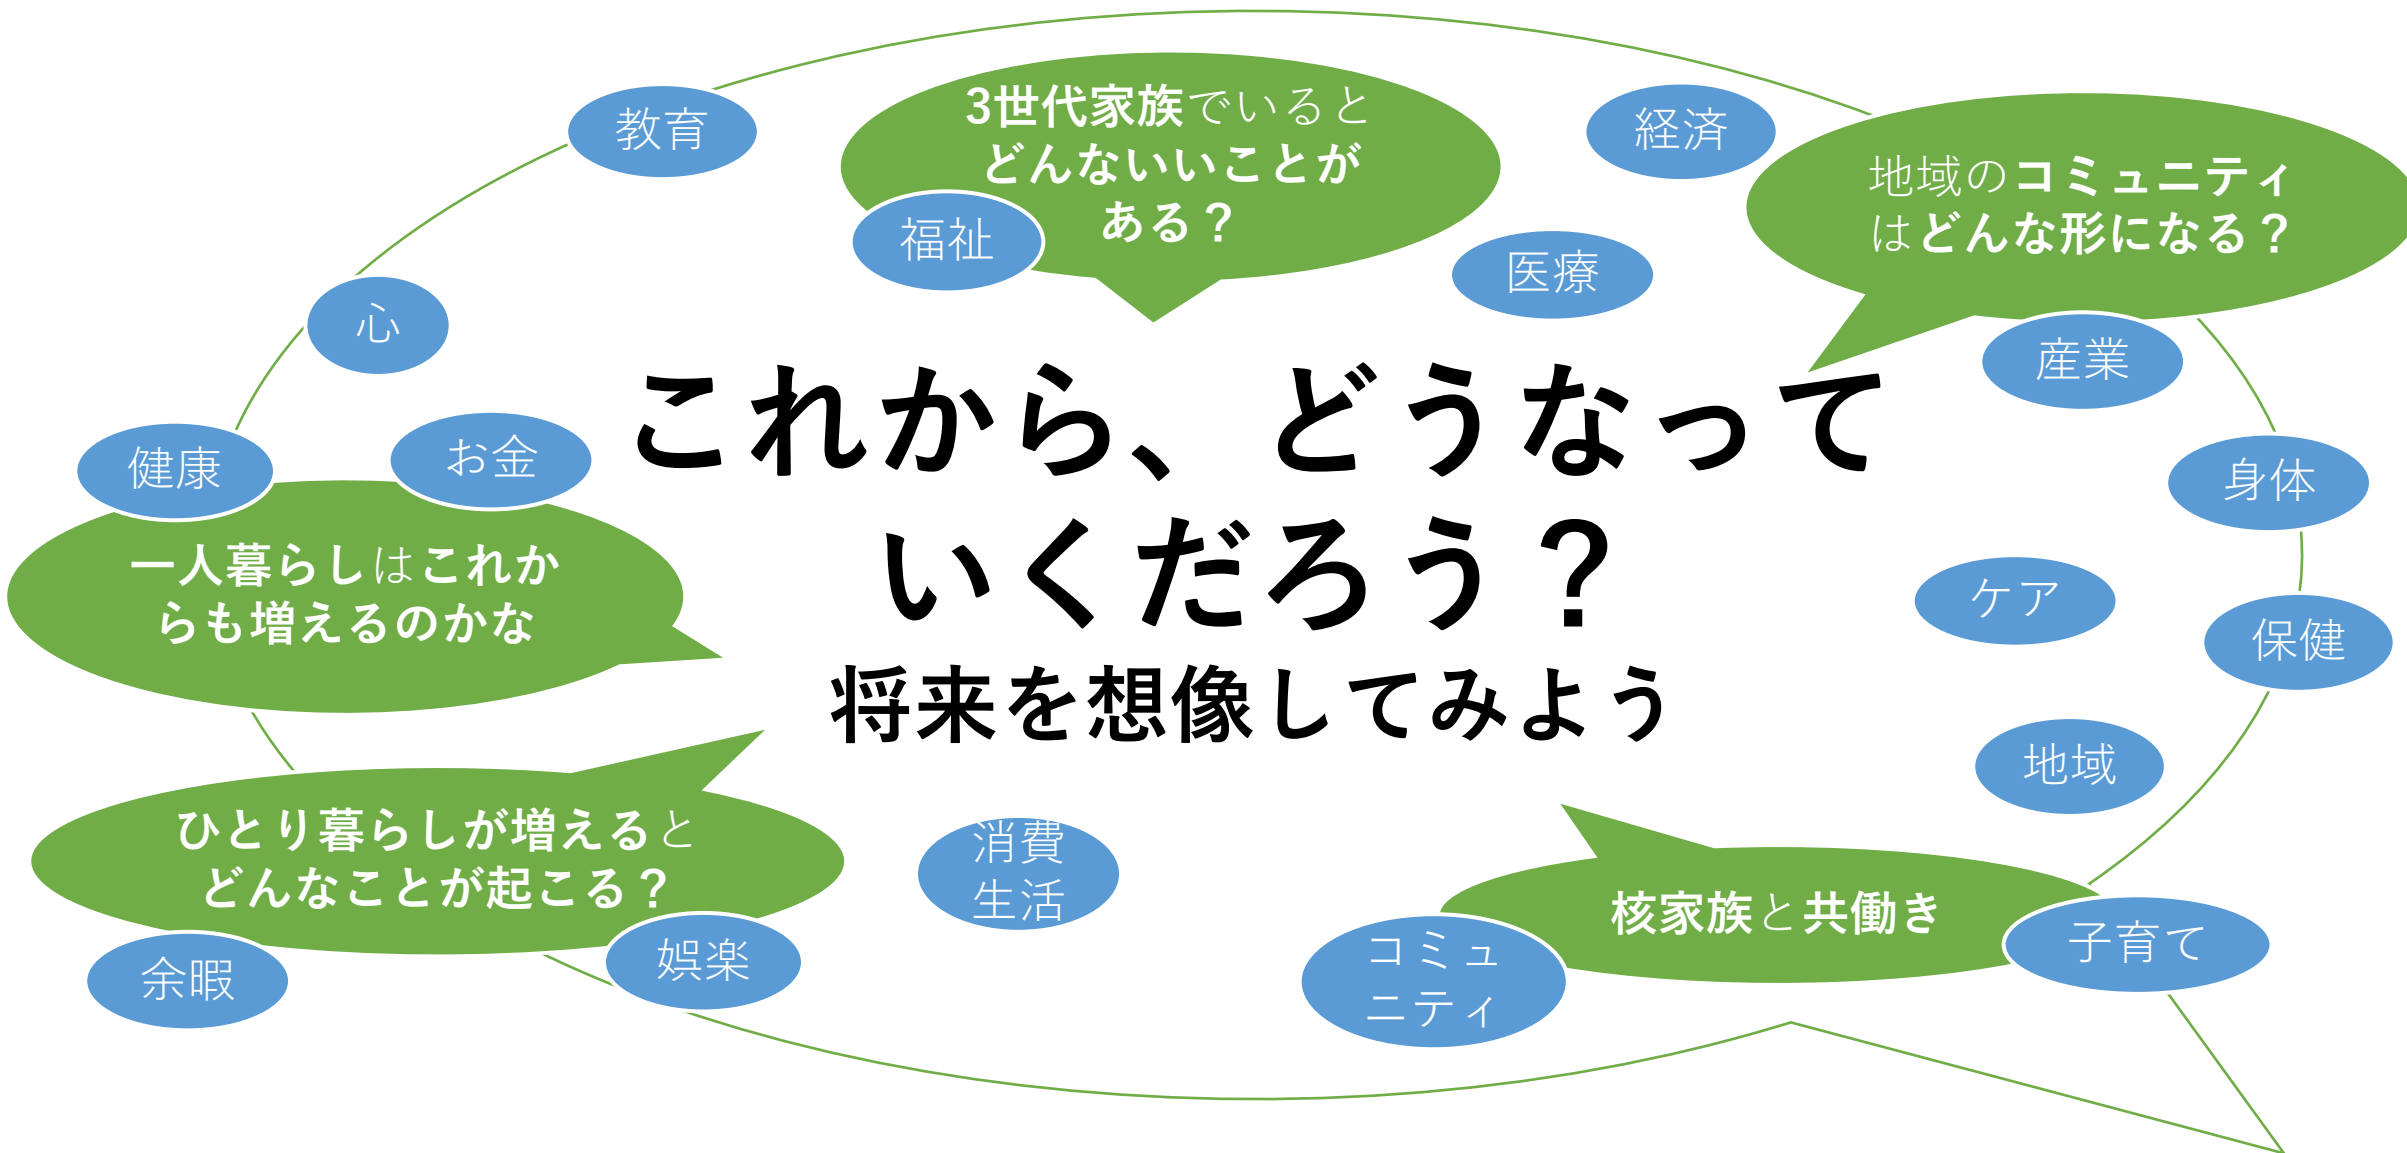 教育
3世代家族でいると
どんないいことが
ある？
福祉
経済
医療
地域のコミュニティ
はどんな形になる？
産業
心
健康
お金
これから、どうなって
いくだろう？
将来を想像してみよう
身体
ケア
保健
地域
一人暮らしはこれか
らも増えるのかな
ひとり暮らしが増えると
どんなことが起こる？
余暇
娯楽
消費
生活
コミュ
ニティ
核家族と共働き
子育て